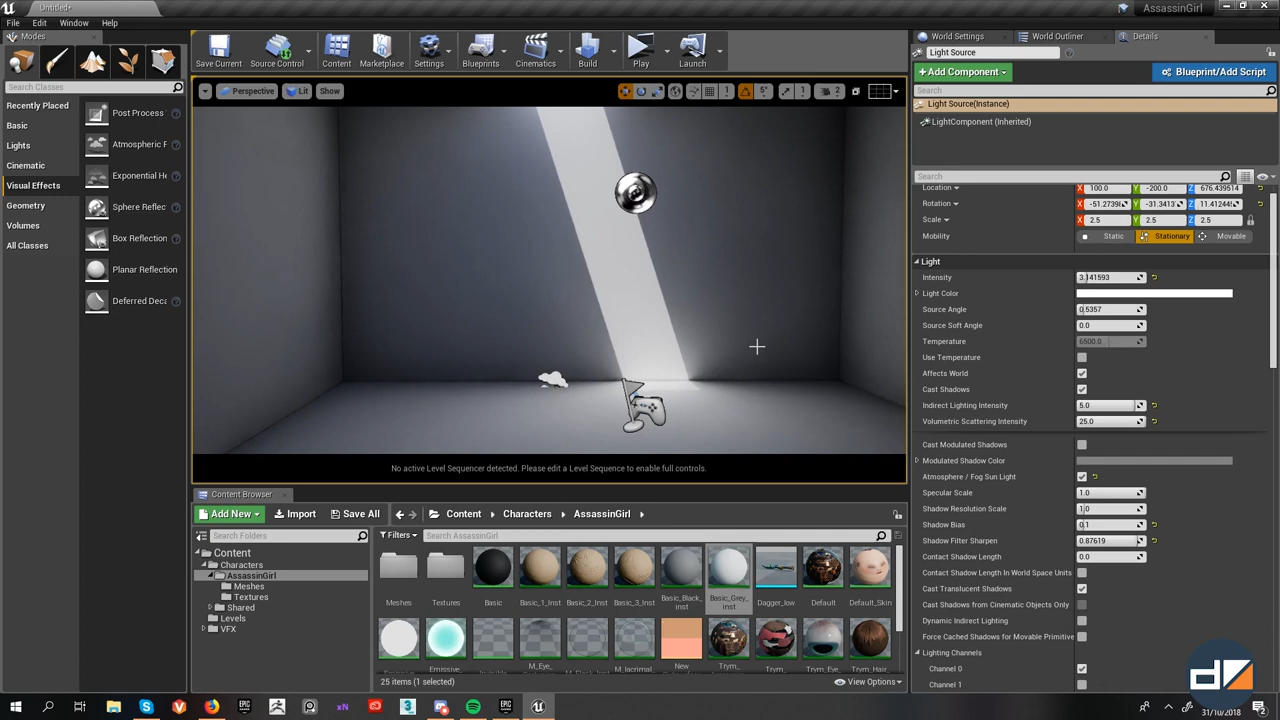 Untitled*
AssassinGirl
File Edit Window Help
Modes
World Settings World Outliner Details
Light Source
Search Classes
Save Current Source Control Content Marketplace Settings Blueprints Cinematics Build Play Launch
+Add Component Blueprint/Add Script
Search
Light Source(Instance)
LightComponent (Inherited)
Perspective Lit Show
1 5° 1 2
Recently Placed
Basic
Lights
Cinematic
Visual Effects
Geometry
Volumes
All Classes
Post Process
Atmospheric F
Exponential He
Sphere Reflec
Box Reflection
Planar Reflection
Deferred Deca
Search
Location X 100.0 Y -200.0 Z 676.439514
Rotation X Y Z
Scale X 2.5 Y 2.5 Z 2.5
Mobility Static Stationary Movable
Light
Intensity 3.141593
Light Color
Source Angle 0.5357
Source Soft Angle 0.0
Temperature 6500.0
Use Temperature
Affects World
Cast Shadows
Indirect Lighting Intensity 5.0
Volumetric Scattering Intensity 25.0
Cast Modulated Shadows
Modulated Shadow Color
Atmosphere / Fog Sun Light
Specular Scale 1.0
Shadow Resolution Scale 1.0
Shadow Bias 0.1
Shadow Filter Sharpen 0.87619
Contact Shadow Length 0.0
Contact Shadow Length In World Space Units
Cast Translucent Shadows
Cast Shadows from Cinematic Objects Only
Dynamic Indirect Lighting
Force Cached Shadows for Movable Primitive
Lighting Channels
Channel 0
Channel 1
No active Level Sequencer detected. Please edit a Level Sequence to enable full controls.
Content Browser
Add New Import Save All Content Characters AssassinGirl
Search Folders
Filters Search AssassinGirl
Content
Characters
AssassinGirl
Meshes
Textures
Shared
Levels
VFX
Meshes Textures Basic Basic_1_Inst Basic_2_Inst Basic_3_Inst Basic_Black_inst Basic_Grey_inst Dagger_low Default Default_Skin
New
25 items (1 selected) View Options
EPIC EPIC
31/10/2018